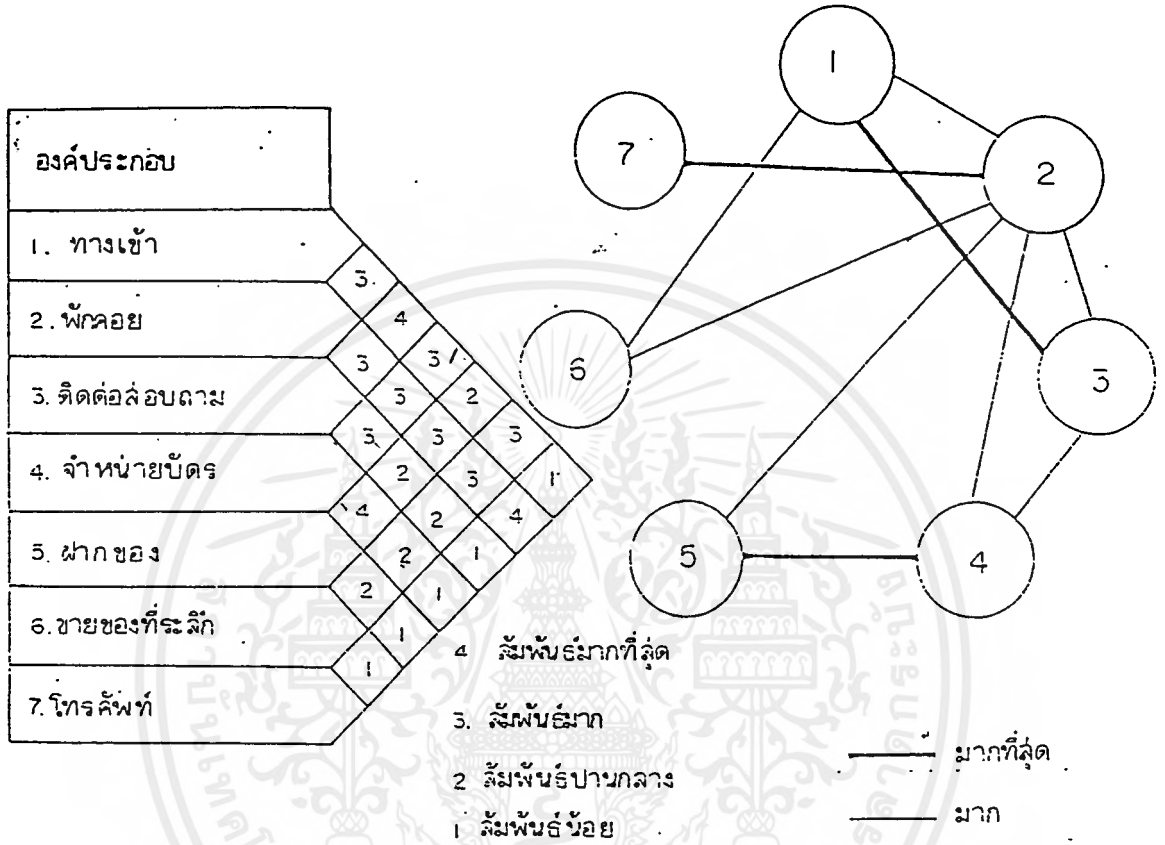 องค์ประกอบ
1. ทางเข้า
2. พักคอย
3. ติดต่อสอบถาม
4. จำหน่ายบัตร
5. ฝากของ
6. ขายของที่ระลึก
7. โทรศัพท์
3
4
3 3
3 2
3 3 3
2 3 1
4 2 4
2 1
2 1
1
1
4 สัมพันธ์มากที่สุด
3. สัมพันธ์มาก
2 สัมพันธ์ปานกลาง
1 สัมพันธ์น้อย
1
2
3
4
5
6
7
มากที่สุด
มาก